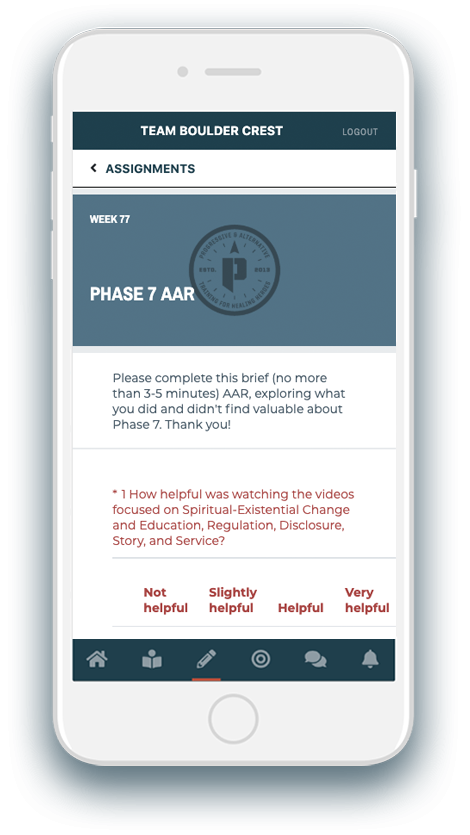 TEAM BOULDER CREST
LOGOUT
ASSIGNMENTS
WEEK 77
PROGRESSIVE & ALTERNATIVE
ESTD. 2013
TRAINING FOR HEALING HEROES
PHASE 7 AAR
Please complete this brief (no more
than 3-5 minutes) AAR, exploring what
you did and didn't find valuable about
Phase 7. Thank you!
* 1 How helpful was watching the videos
focused on Spiritual-Existential Change
and Education, Regulation, Disclosure,
Story, and Service?
Not helpful
Slightly helpful
Helpful
Very helpful